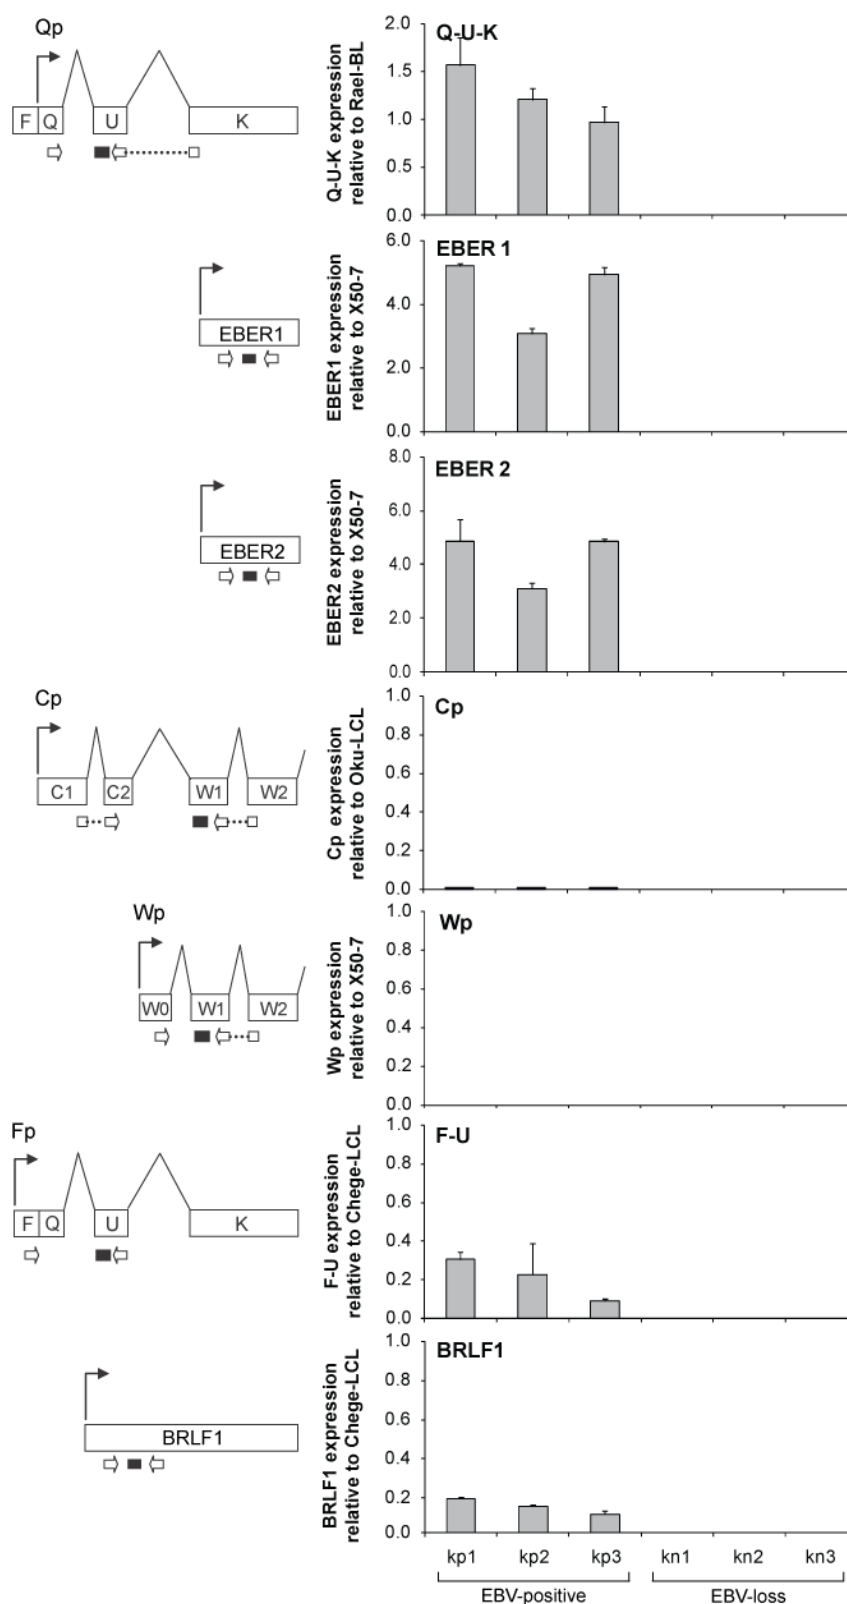 Qp
F Q U K
Q-U-K expression
relative to Rael-BL
Q-U-K
2.0
1.5
1.0
0.5
0.0
EBER1
EBER1 expression
relative to X50-7
EBER 1
6.0
4.0
2.0
0.0
EBER2
EBER2 expression
relative to X50-7
EBER 2
8.0
6.0
4.0
2.0
0.0
Cp
C1 C2 W1 W2
Cp expression
relative to Oku-LCL
Cp
1.0
0.8
0.6
0.4
0.2
0.0
Wp
W0 W1 W2
Wp expression
relative to X50-7
Wp
1.0
0.8
0.6
0.4
0.2
0.0
Fp
F Q U K
F-U expression
relative to Chege-LCL
F-U
1.0
0.8
0.6
0.4
0.2
0.0
BRLF1
BRLF1 expression
relative to Chege-LCL
BRLF1
1.0
0.8
0.6
0.4
0.2
0.0
kp1 kp2 kp3 kn1 kn2 kn3
EBV-positive EBV-loss